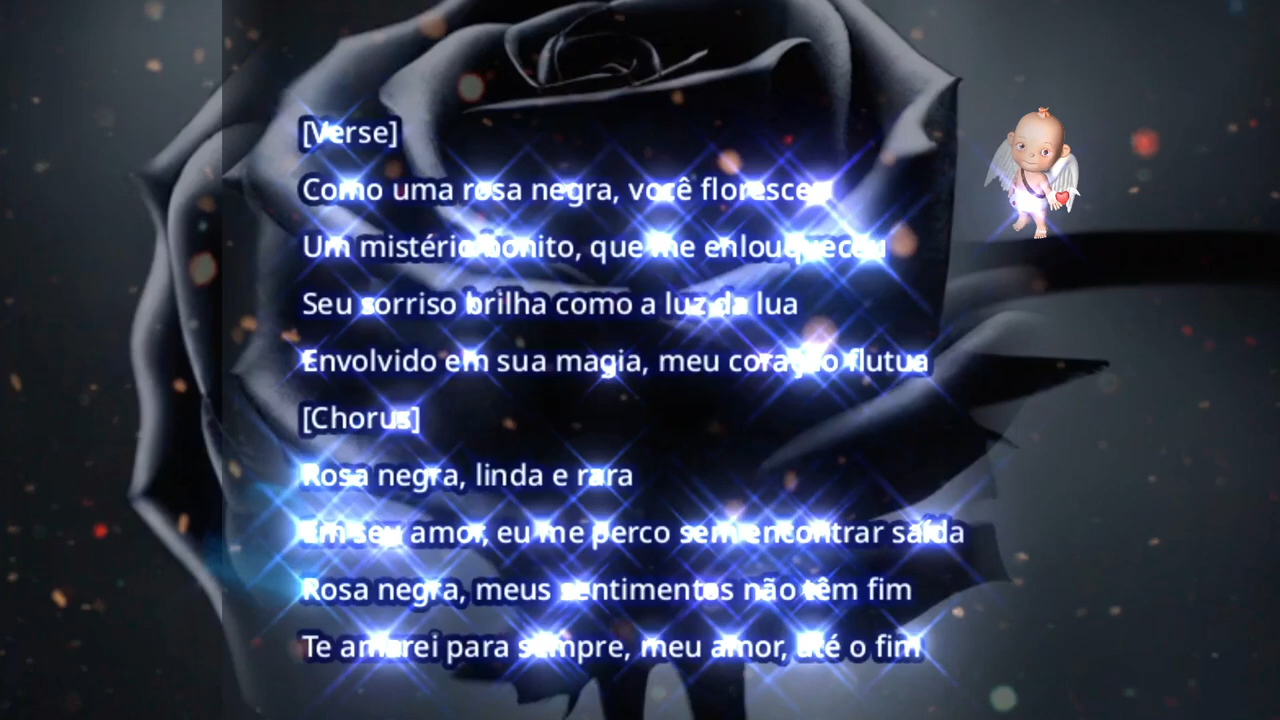 [Verse]
Como uma rosa negra, você floresceu
Um mistério bonito, que me enlouqueceu
Seu sorriso brilha como a luz da lua
Envolvido em sua magia, meu coração flutua
[Chorus]
Rosa negra, linda e rara
Em seu amor, eu me perco sem encontrar saída
Rosa negra, meus sentimentos não têm fim
Te amarei para sempre, meu amor, até o fim